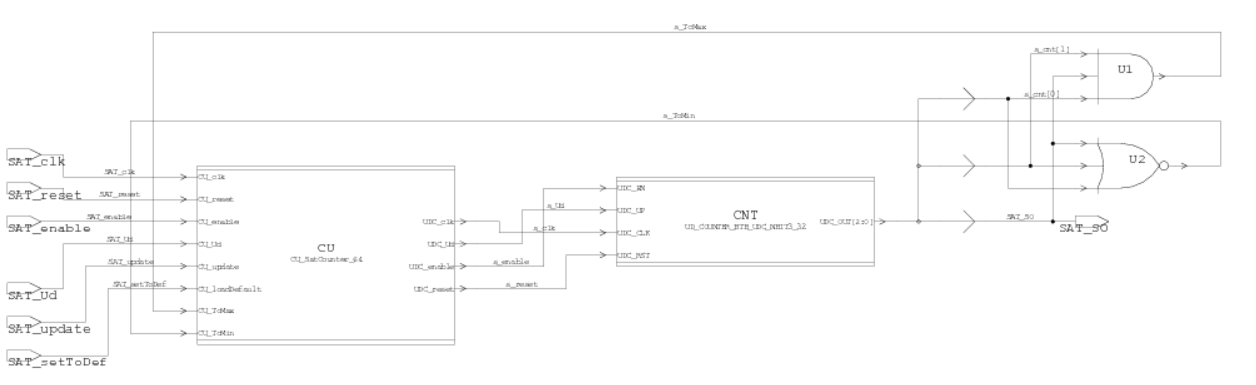 a_TcMax
a_cnt[1]
U1
a_cnt[0]
a_TcMin
U2
SAT_clk
SAT_clk
CU_clk
SAT_reset
SAT_reset
CU_reset
UDC_EN
SAT_enable
SAT_enable
CU_enable
a_Ud
UDC_UP
CNT
UD_COUNTER_BTH_UDC_NBIT3_32
UDC_OUT[2:0]
SAT_SO
SAT_SO
UDC_clk
a_clk
UDC_CLK
SAT_Ud
CU_Ud
CU
CU_SatCounter_64
UDC_Ud
UDC_RST
SAT_update
CU_update
UDC_enable
a_enable
SAT_setToDef
CU_loadDefault
UDC_reset
a_reset
SAT_Ud
CU_TcMax
SAT_update
CU_TcMin
SAT_setToDef